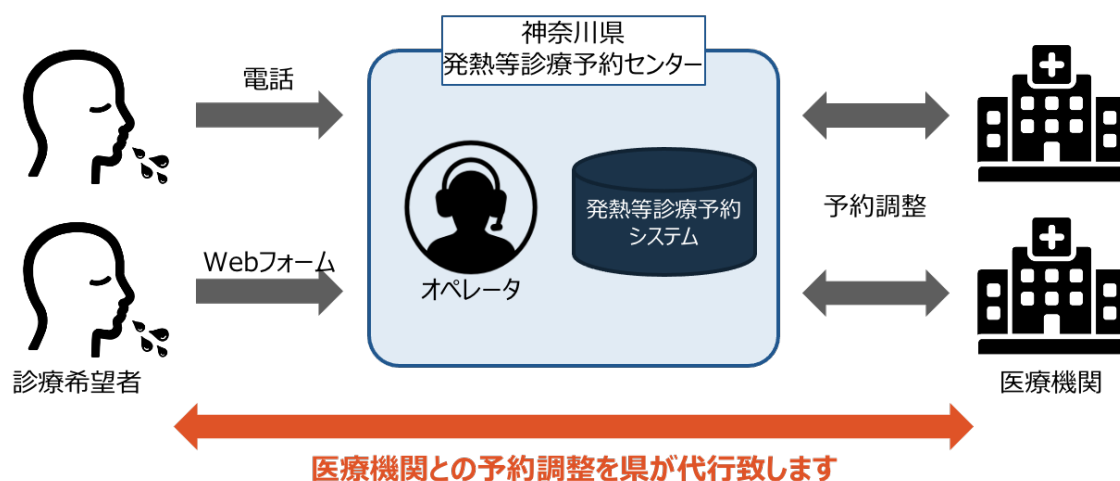 神奈川県
発熱等診療予約センター
電話
Webフォーム
診療希望者
オペレータ
発熱等診療予約
システム
予約調整
医療機関
医療機関との予約調整を県が代行致します